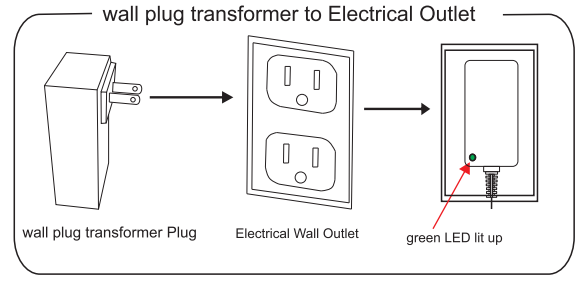 wall plug transformer to Electrical Outlet
wall plug transformer Plug
Electrical Wall Outlet
green LED lit up